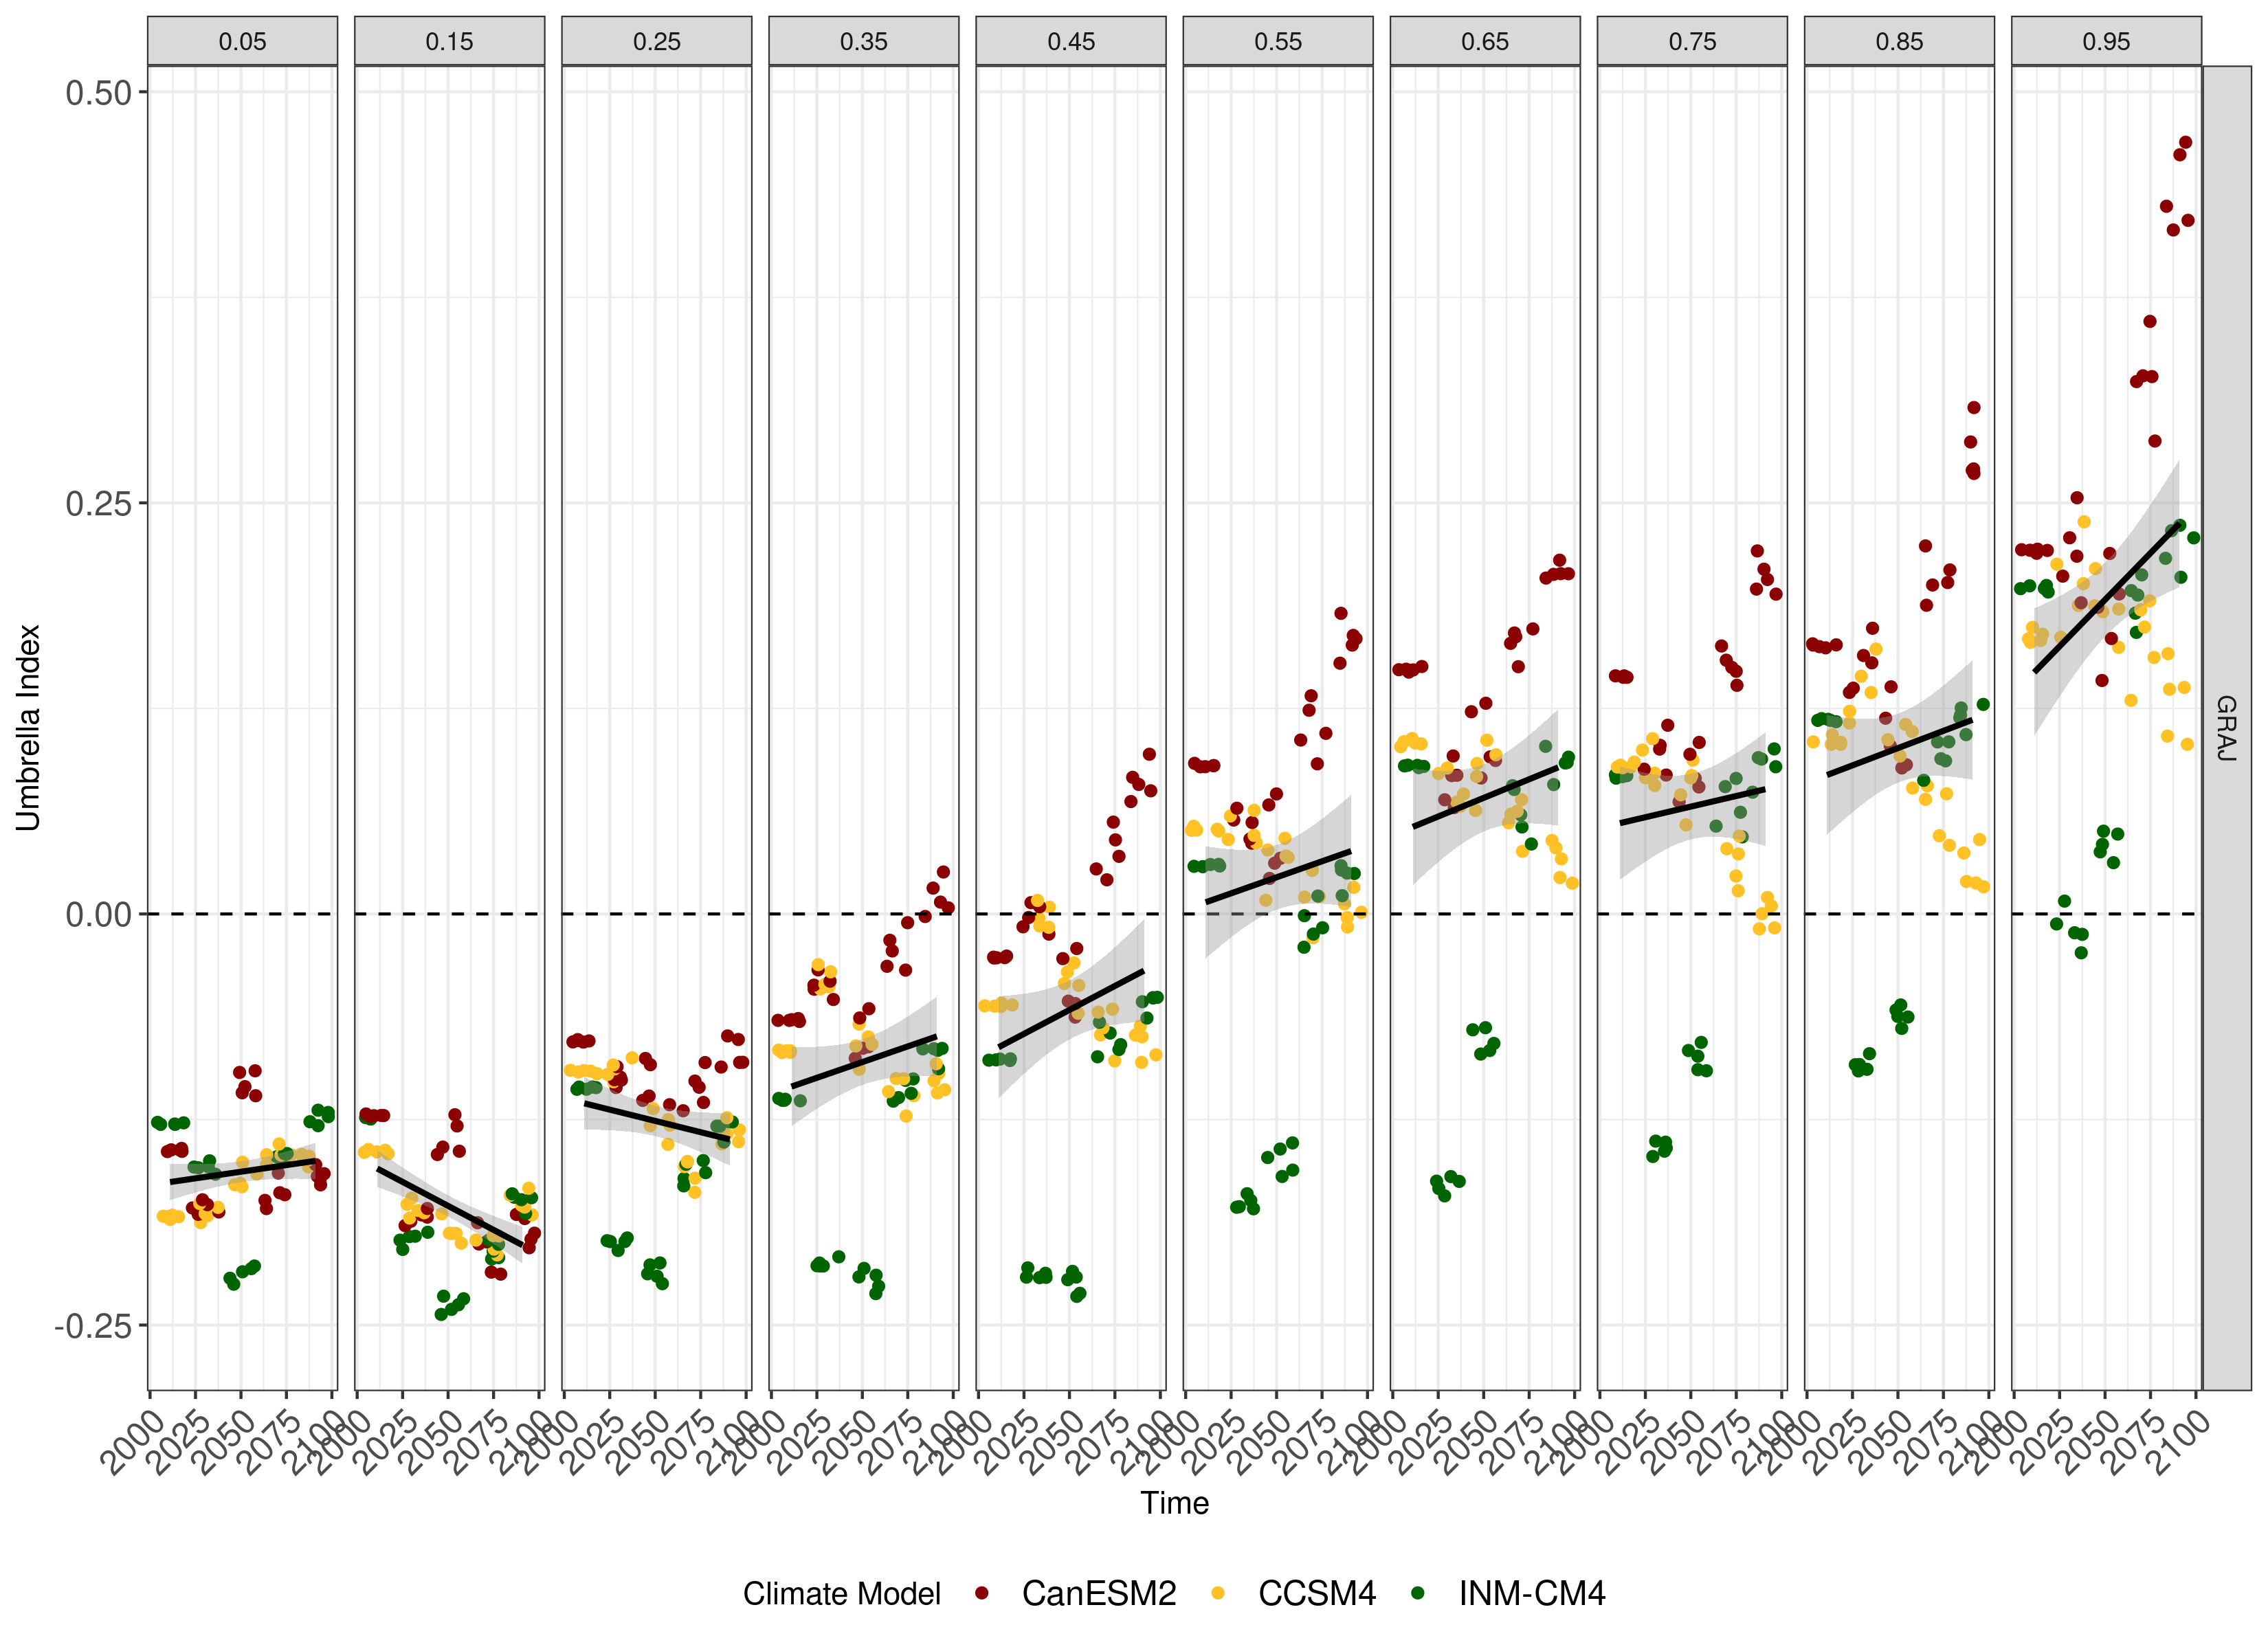 0.05 0.15 0.25 0.35 0.45 0.55 0.65 0.75 0.85 0.95
0.50
0.25
0.00
-0.25
Umbrella Index
GRAJ
2000 2025 2050 2075 2100 2000 2025 2050 2075 2100 2000 2025 2050 2075 2100 2000 2025 2050 2075 2100 2000 2025 2050 2075 2100 2000 2025 2050 2075 2100 2000 2025 2050 2075 2100 2000 2025 2050 2075 2100 2000 2025 2050 2075 2100 2000 2025 2050 2075 2100
Time
Climate Model CanESM2 CCSM4 INM-CM4